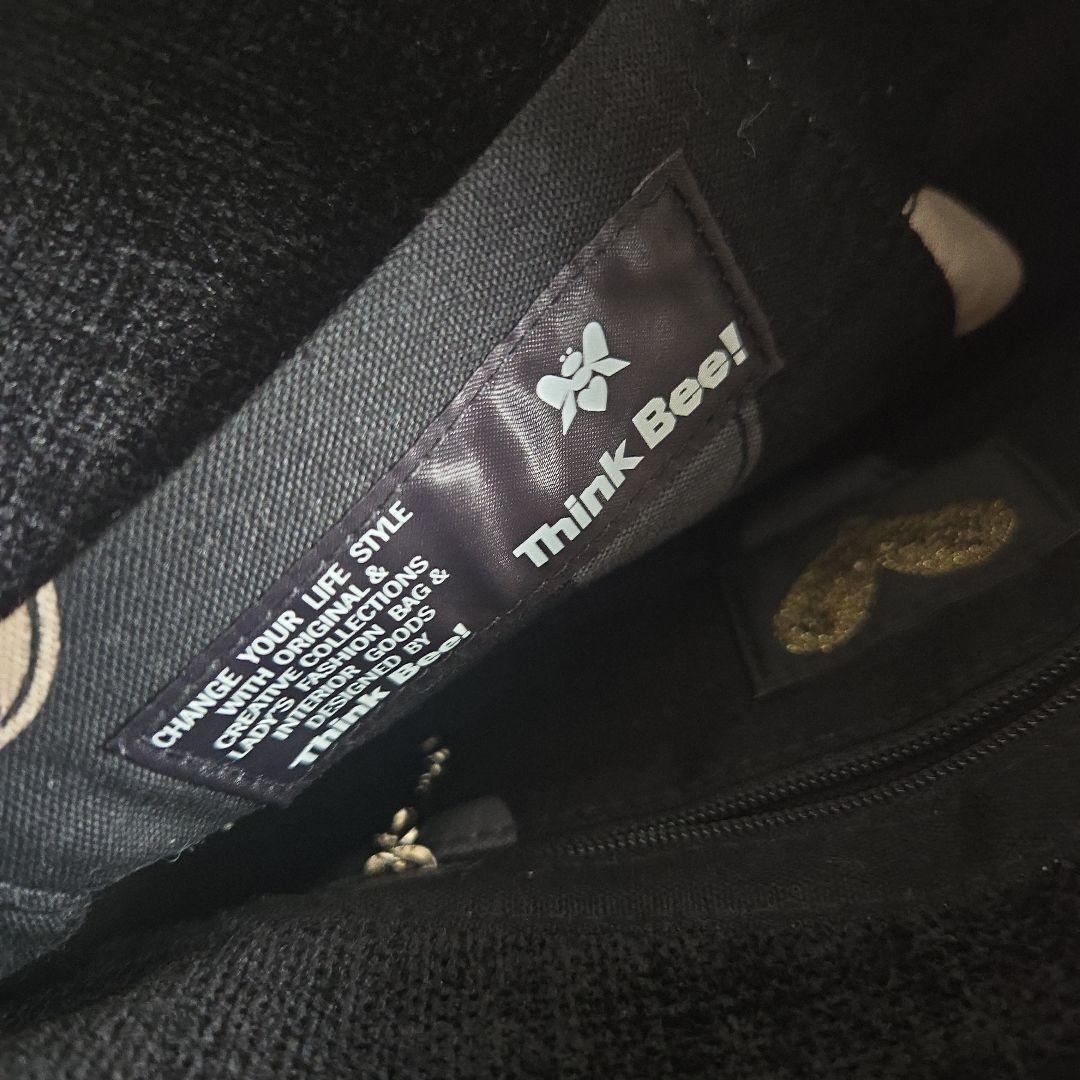 Think Bee!
CHANGE YOUR LIFE STYLE
WITH ORIGINAL &
CREATIVE COLLECTIONS
LADY'S FASHION BAG &
INTERIOR GOODS
DESIGNED BY
Think Bee!